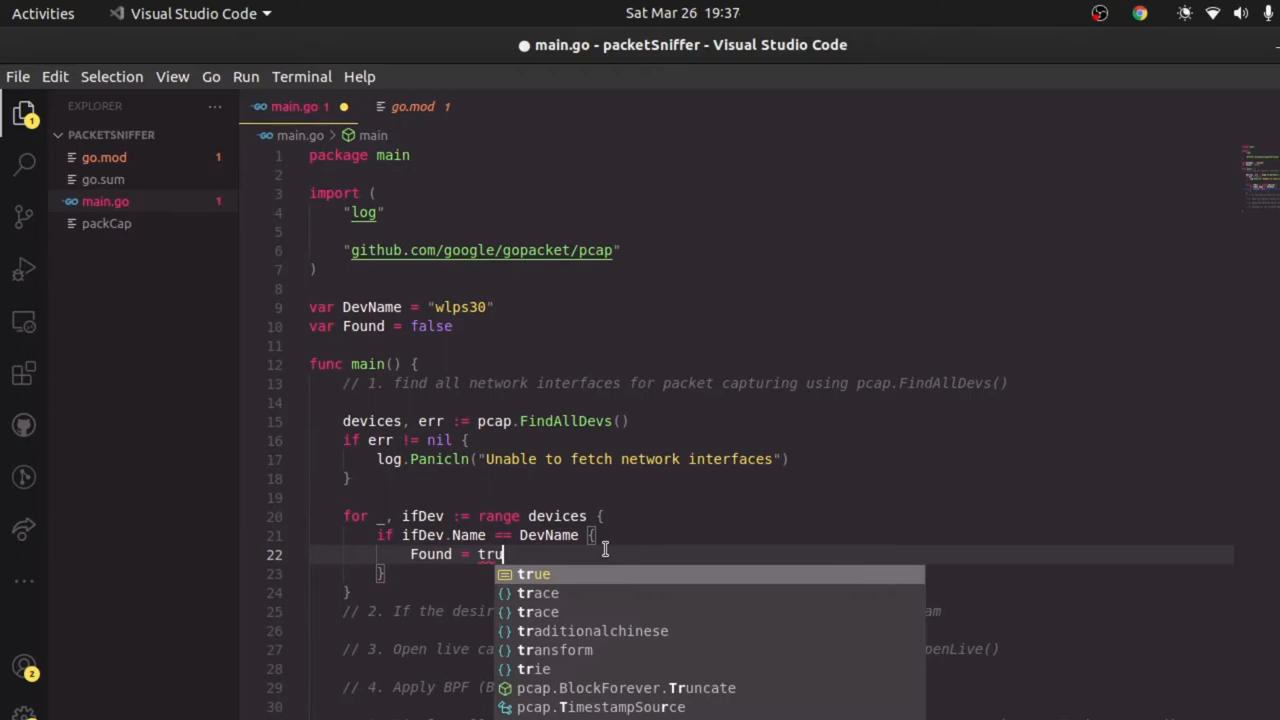 Activities Visual Studio Code Sat Mar 26 19:37
main.go - packetSniffer - Visual Studio Code
File Edit Selection View Go Run Terminal Help
EXPLORER ...
main.go 1
go.mod 1
PACKETSNIFFER
go.mod 1
go.sum
main.go 1
packCap
1
2
main.go > main
1 package main
2
3 import (
4 "log"
5
6 "github.com/google/gopacket/pcap"
7 )
8
9 var DevName = "wlps30"
10 var Found = false
11
12 func main() {
13 // 1. find all network interfaces for packet capturing using pcap.FindAllDevs()
14
15 devices, err := pcap.FindAllDevs()
16 if err != nil {
17 log.Panicln("Unable to fetch network interfaces")
18 }
19
20 for _, ifDev := range devices {
21 if ifDev.Name == DevName {
22 Found = tru
23 }
24 }
25 // 2. If the desir am
26
27 // 3. Open live ca penLive()
28
29 // 4. Apply BPF (B
30
true
trace
trace
traditionalchinese
transform
trie
pcap.BlockForever.Truncate
pcap.TimestampSource